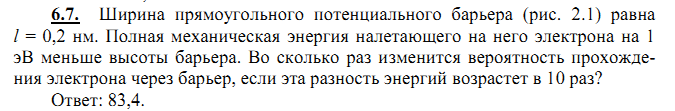 6.7. Ширина прямоугольного потенциального барьера (рис. 2.1) равна
l = 0,2 нм. Полная механическая энергия налетающего на него электрона на 1
эВ меньше высоты барьера. Во сколько раз изменится вероятность прохожде-
ния электрона через барьер, если эта разность энергий возрастет в 10 раз?
Ответ: 83,4.